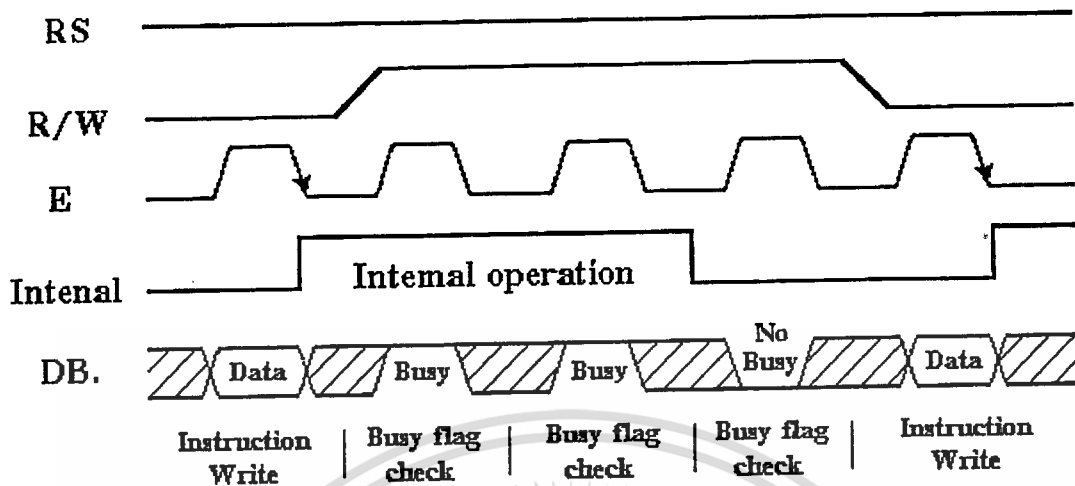 RS
R/W
E
Intenal
Intemal operation
DB.
Data Busy Busy No Busy Data
Instruction Write
Busy flag check
Busy flag check
Busy flag check
Instruction Write